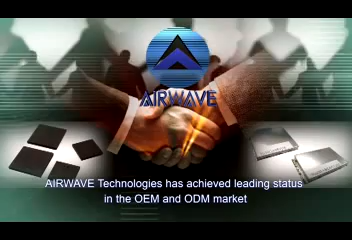 AIRWAVE
AIRWAVE Technologies has achieved leading status
in the OEM and ODM market